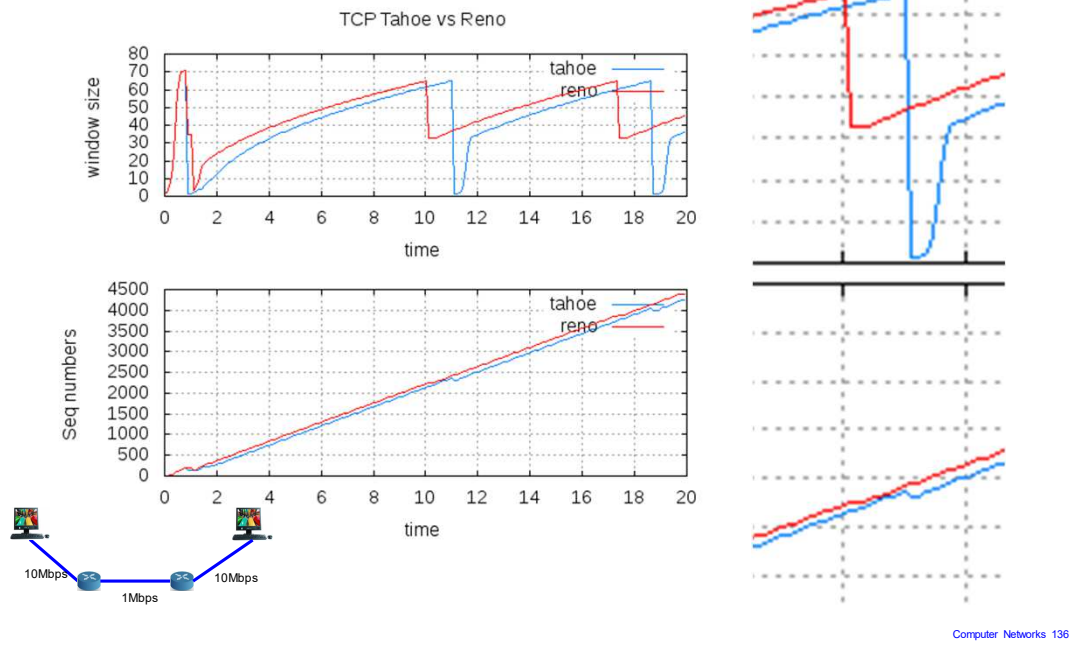 TCP Tahoe vs Reno
window size
80
70
60
50
40
30
20
10
0
tahoe
reno
0 2 4 6 8 10 12 14 16 18 20
time
Seq numbers
4500
4000
3500
3000
2500
2000
1500
1000
500
0
tahoe
reno
0 2 4 6 8 10 12 14 16 18 20
time
10Mbps
1Mbps
10Mbps
Computer Networks 136